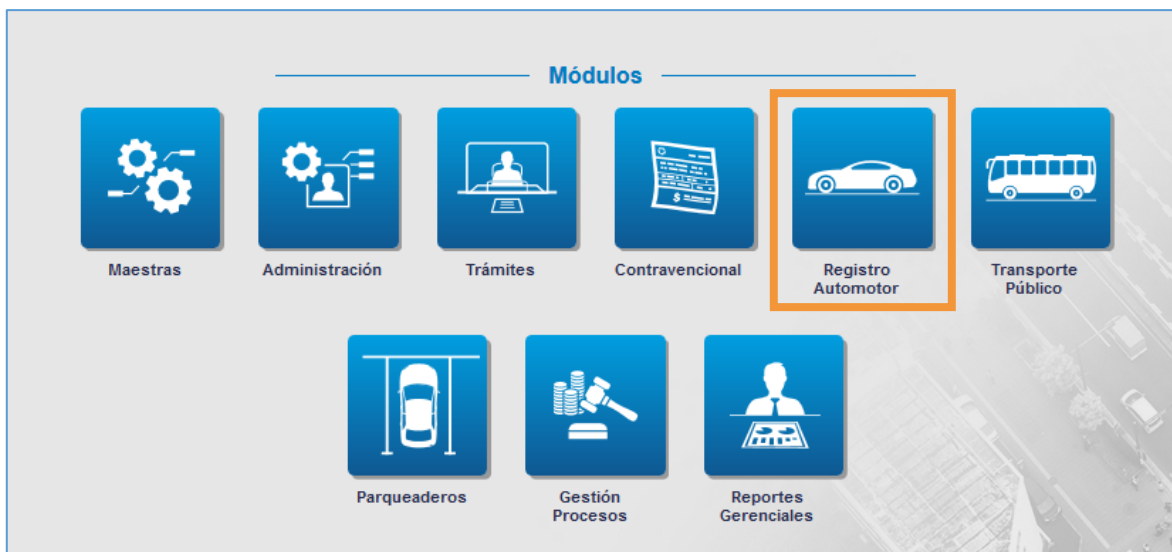 Módulos
Maestras
Administración
Trámites
Contravencional
Registro
Automotor
Transporte
Público
Parqueaderos
Gestión
Procesos
Reportes
Gerenciales